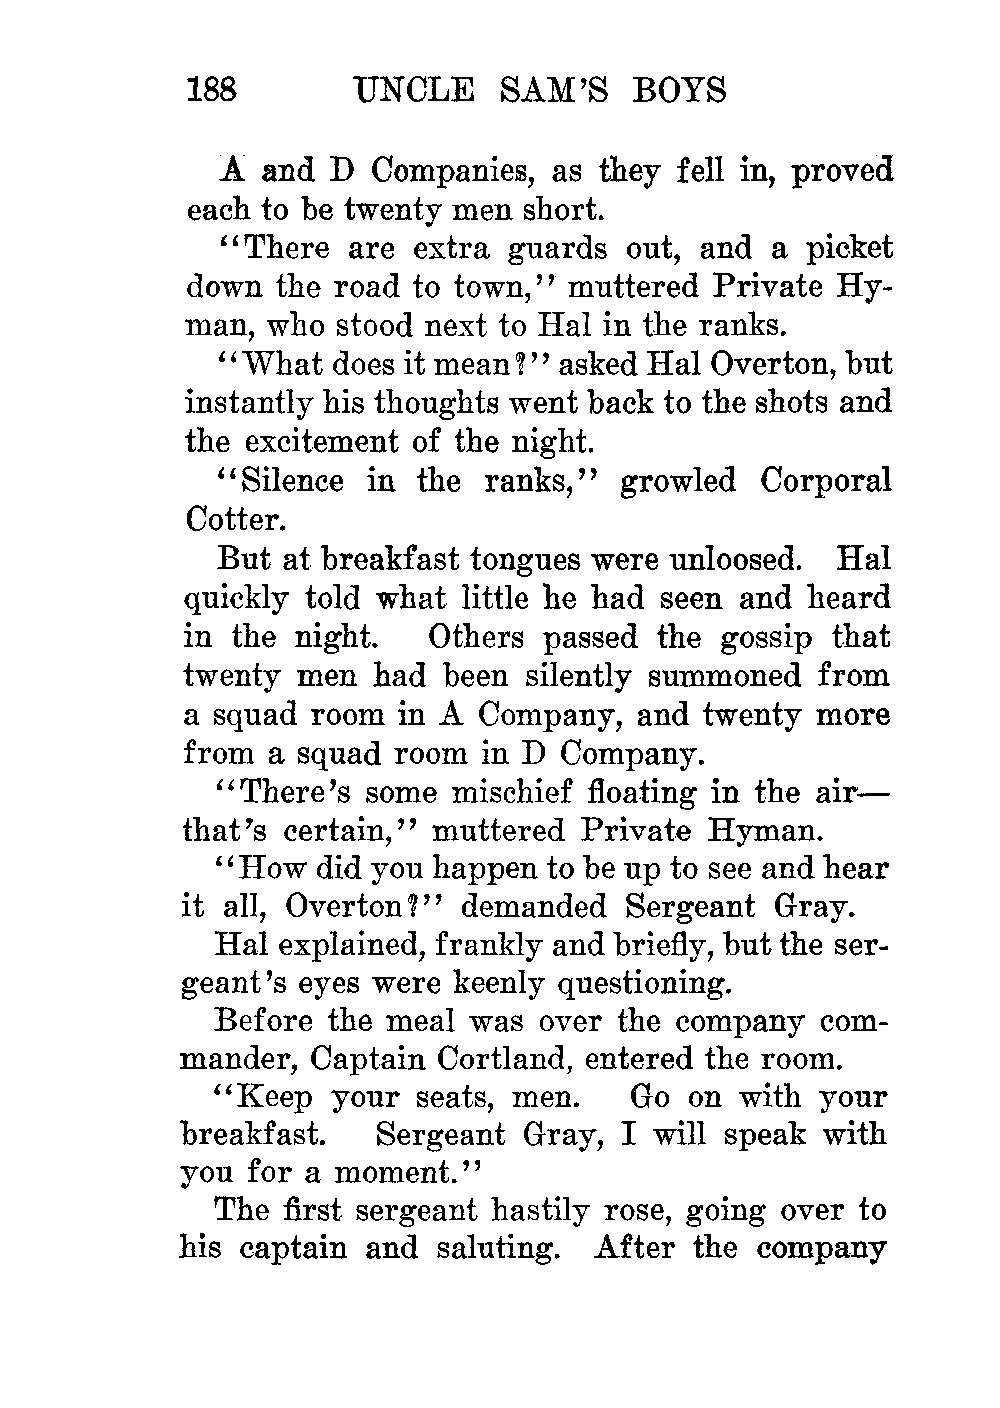 188 UNCLE SAM'S BOYS
A and D Companies, as they fell in, proved
each to be twenty men short.
"There are extra guards out, and a picket
down the road to town," muttered Private Hy-
man, who stood next to Hal in the ranks.
"What does it mean?" asked Hal Overton, but
instantly his thoughts went back to the shots and
the excitement of the night.
"Silence in the ranks," growled Corporal
Cotter.
But at breakfast tongues were unloosed. Hal
quickly told what little he had seen and heard
in the night. Others passed the gossip that
twenty men had been silently summoned from
a squad room in A Company, and twenty more
from a squad room in D Company.
"There's some mischief floating in the air—
that's certain," muttered Private Hyman.
"How did you happen to be up to see and hear
it all, Overton?" demanded Sergeant Gray.
Hal explained, frankly and briefly, but the ser-
geant's eyes were keenly questioning.
Before the meal was over the company com-
mander, Captain Cortland, entered the room.
"Keep your seats, men. Go on with your
breakfast. Sergeant Gray, I will speak with
you for a moment."
The first sergeant hastily rose, going over to
his captain and saluting. After the company